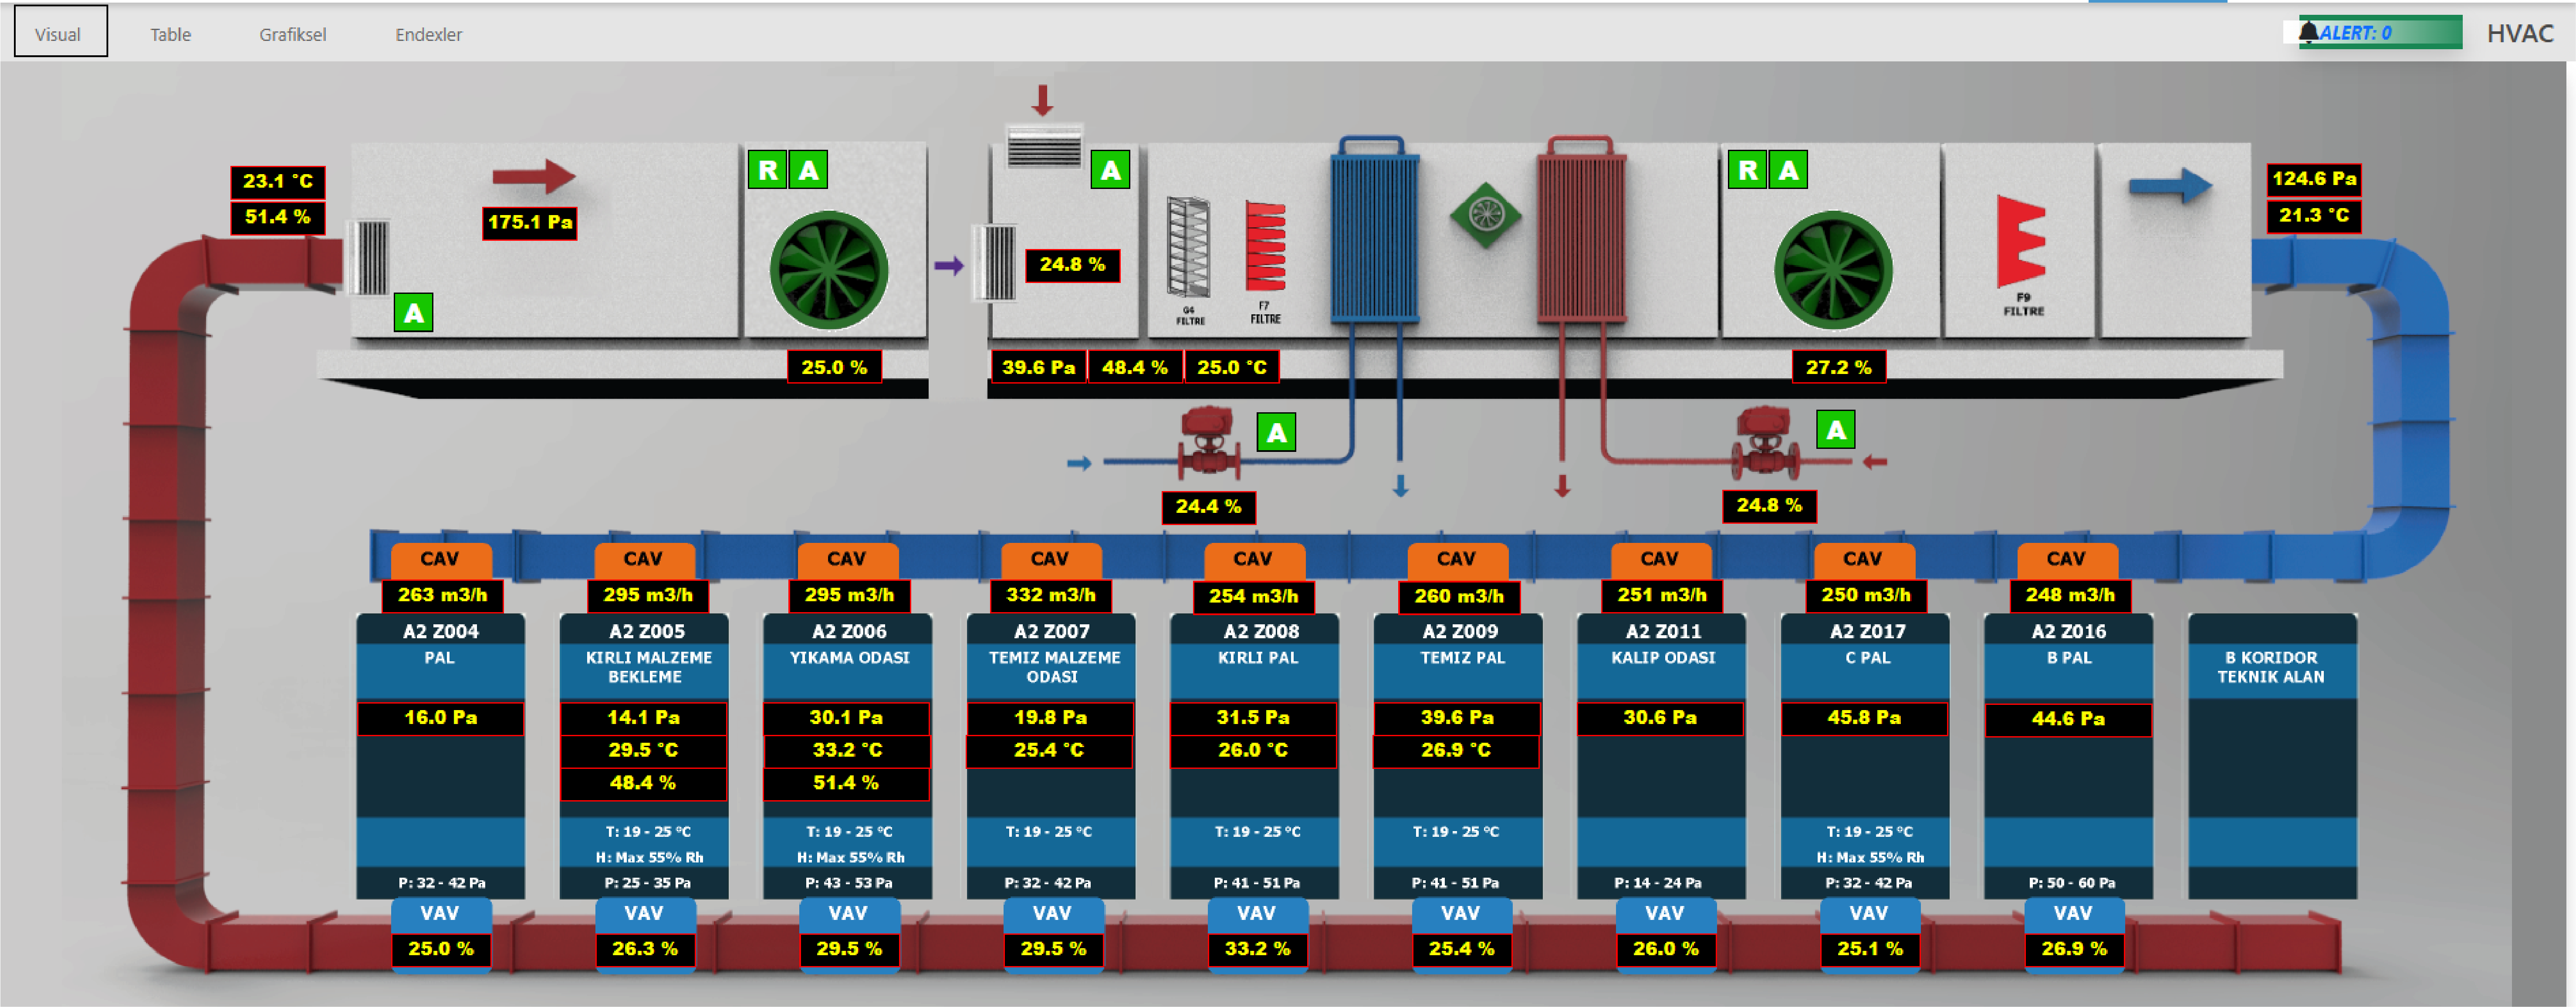 Visual Table Grafiksel Endexler ALERT: 0 HVAC
23.1 °C
51.4 %
175.1 Pa
R A
A
25.0 %
A
24.8 %
39.6 Pa 48.4 % 25.0 °C
G4
FILTRE
F7
FILTRE
R A
27.2 %
F9
FILTRE
124.6 Pa
21.3 °C
A
24.4 %
A
24.8 %
CAV CAV CAV CAV CAV CAV CAV CAV CAV
263 m3/h 295 m3/h 295 m3/h 332 m3/h 254 m3/h 260 m3/h 251 m3/h 250 m3/h 248 m3/h
A2 Z004
PAL
16.0 Pa
P: 32 - 42 Pa
VAV
25.0 %
A2 Z005
KIRLI MALZEME
BEKLEME
14.1 Pa
29.5 °C
48.4 %
T: 19 - 25 °C
H: Max 55% Rh
P: 25 - 35 Pa
VAV
26.3 %
A2 Z006
YIKAMA ODASI
30.1 Pa
33.2 °C
51.4 %
T: 19 - 25 °C
H: Max 55% Rh
P: 43 - 53 Pa
VAV
29.5 %
A2 Z007
TEMIZ MALZEME
ODASI
19.8 Pa
25.4 °C
T: 19 - 25 °C
P: 32 - 42 Pa
VAV
29.5 %
A2 Z008
KIRLI PAL
31.5 Pa
26.0 °C
T: 19 - 25 °C
P: 41 - 51 Pa
VAV
33.2 %
A2 Z009
TEMIZ PAL
39.6 Pa
26.9 °C
T: 19 - 25 °C
P: 41 - 51 Pa
VAV
25.4 %
A2 Z011
KALIP ODASI
30.6 Pa
P: 14 - 24 Pa
VAV
26.0 %
A2 Z017
C PAL
45.8 Pa
T: 19 - 25 °C
H: Max 55% Rh
P: 32 - 42 Pa
VAV
25.1 %
A2 Z016
B PAL
44.6 Pa
P: 50 - 60 Pa
VAV
26.9 %
B KORIDOR
TEKNIK ALAN